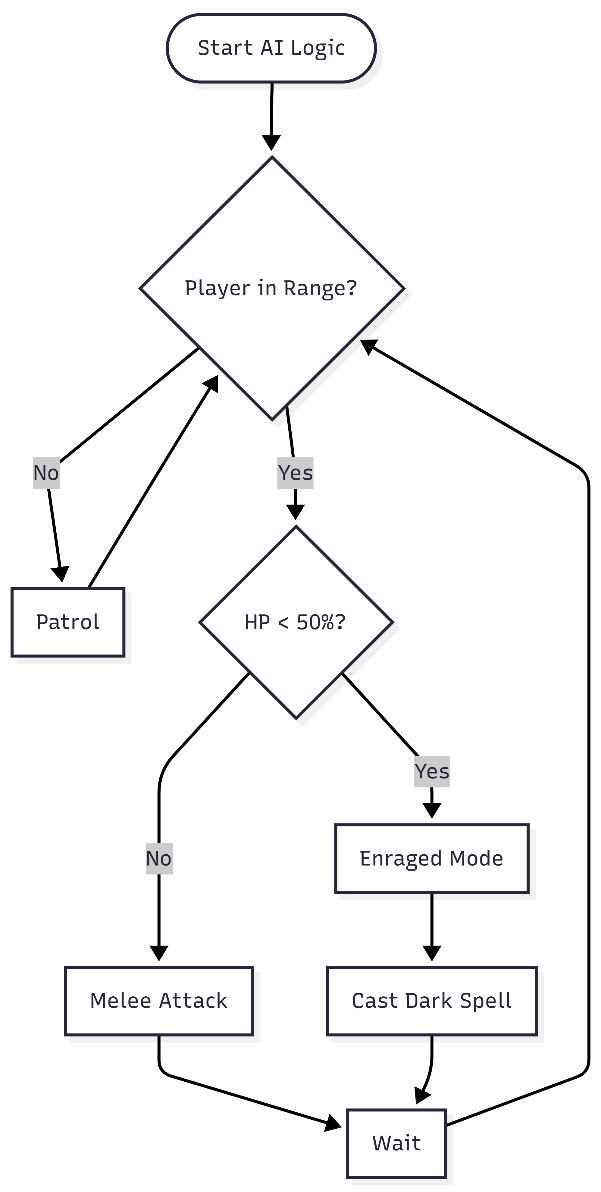 Start AI Logic
Player in Range?
No
Yes
Patrol
HP < 50%?
Yes
No
Enraged Mode
Melee Attack
Cast Dark Spell
Wait